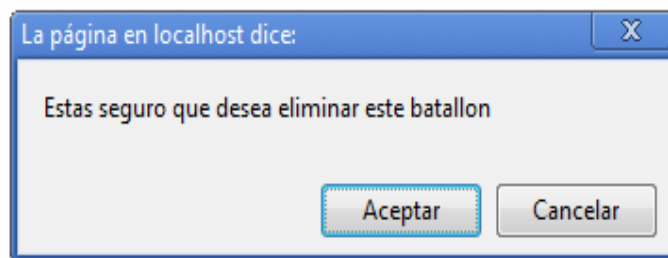 La página en localhost dice:
Estas seguro que desea eliminar este batallon
Aceptar Cancelar